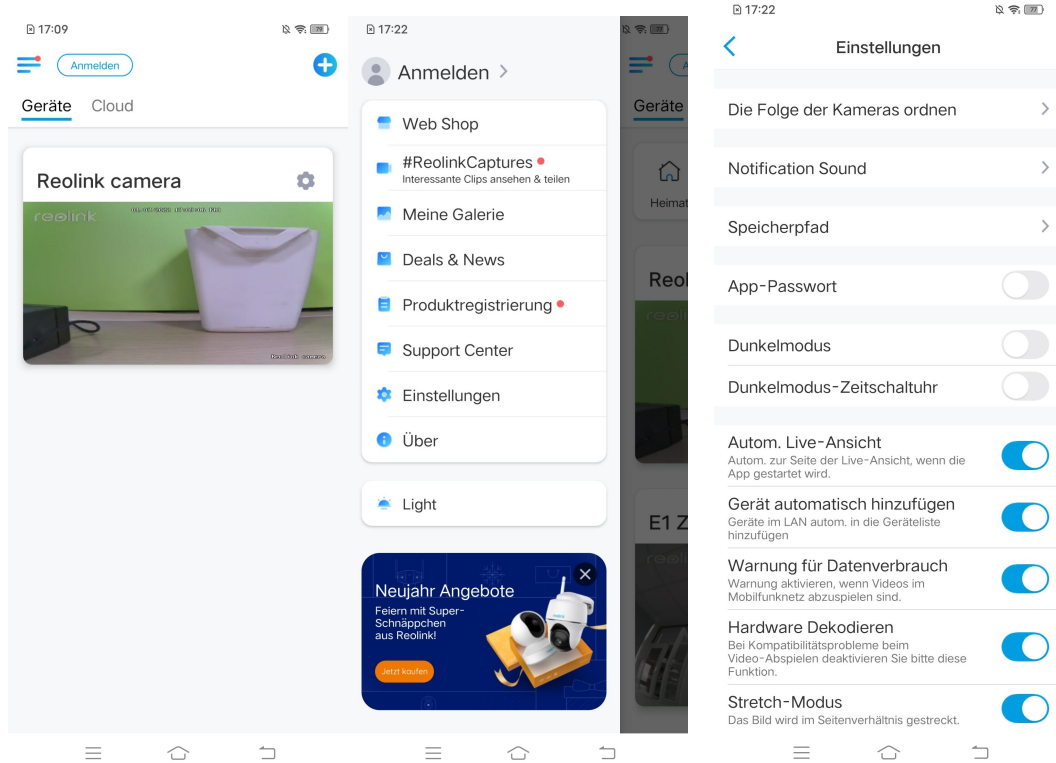 17:09
79
Anmelden
Geräte Cloud
Reolink camera
reolink
Reolink camera
17:22
Anmelden
Web Shop
#ReolinkCaptures
Interessante Clips ansehen & teilen
Meine Galerie
Deals & News
Produktregistrierung
Support Center
Einstellungen
Über
Light
Neujahr Angebote
Feiern mit Super-
Schnäppchen
aus Reolink!
Jetzt kaufen
Geräte
Heimat
Reol
reoli
E1 Z
reoli
17:22
77
Einstellungen
Die Folge der Kameras ordnen
Notification Sound
Speicherpfad
App-Passwort
Dunkelmodus
Dunkelmodus-Zeitschaltuhr
Autom. Live-Ansicht
Autom. zur Seite der Live-Ansicht, wenn die
App gestartet wird.
Gerät automatisch hinzufügen
Geräte im LAN autom. in die Geräteliste
hinzufügen
Warnung für Datenverbrauch
Warnung aktivieren, wenn Videos im
Mobilfunknetz abzuspielen sind.
Hardware Dekodieren
Bei Kompatibilitätsprobleme beim
Video-Abspielen deaktivieren Sie bitte diese
Funktion.
Stretch-Modus
Das Bild wird im Seitenverhältnis gestreckt.